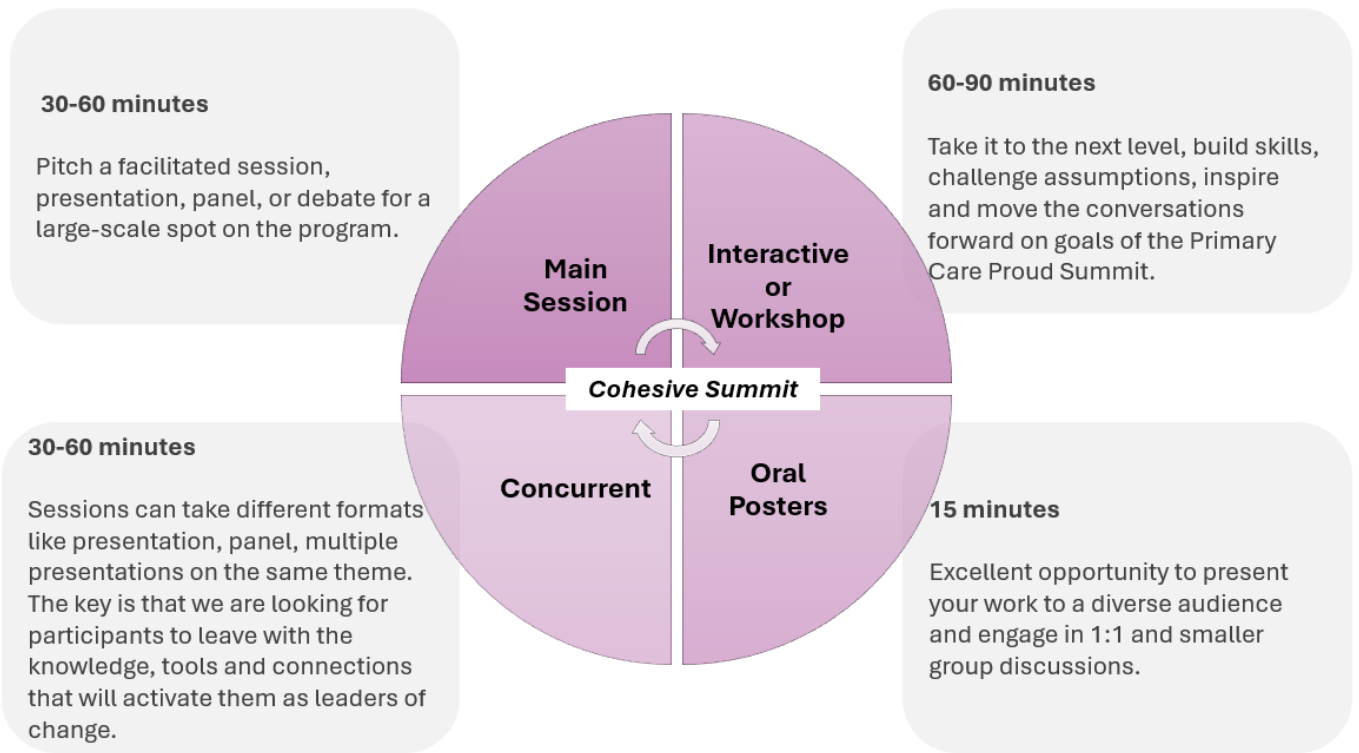 30-60 minutes
Pitch a facilitated session,
presentation, panel, or debate for a
large-scale spot on the program.
60-90 minutes
Take it to the next level, build skills,
challenge assumptions, inspire
and move the conversations
forward on goals of the Primary
Care Proud Summit.
Main
Session
Interactive
or
Workshop
Cohesive Summit
Concurrent
Oral
Posters
30-60 minutes
Sessions can take different formats
like presentation, panel, multiple
presentations on the same theme.
The key is that we are looking for
participants to leave with the
knowledge, tools and connections
that will activate them as leaders of
change.
15 minutes
Excellent opportunity to present
your work to a diverse audience
and engage in 1:1 and smaller
group discussions.